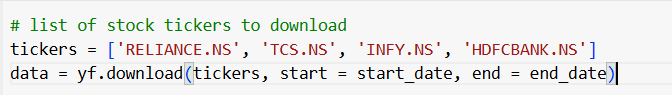 # list of stock tickers to download
tickers = ['RELIANCE.NS', 'TCS.NS', 'INFY.NS', 'HDFCBANK.NS']
data = yf.download(tickers, start = start_date, end = end_date)